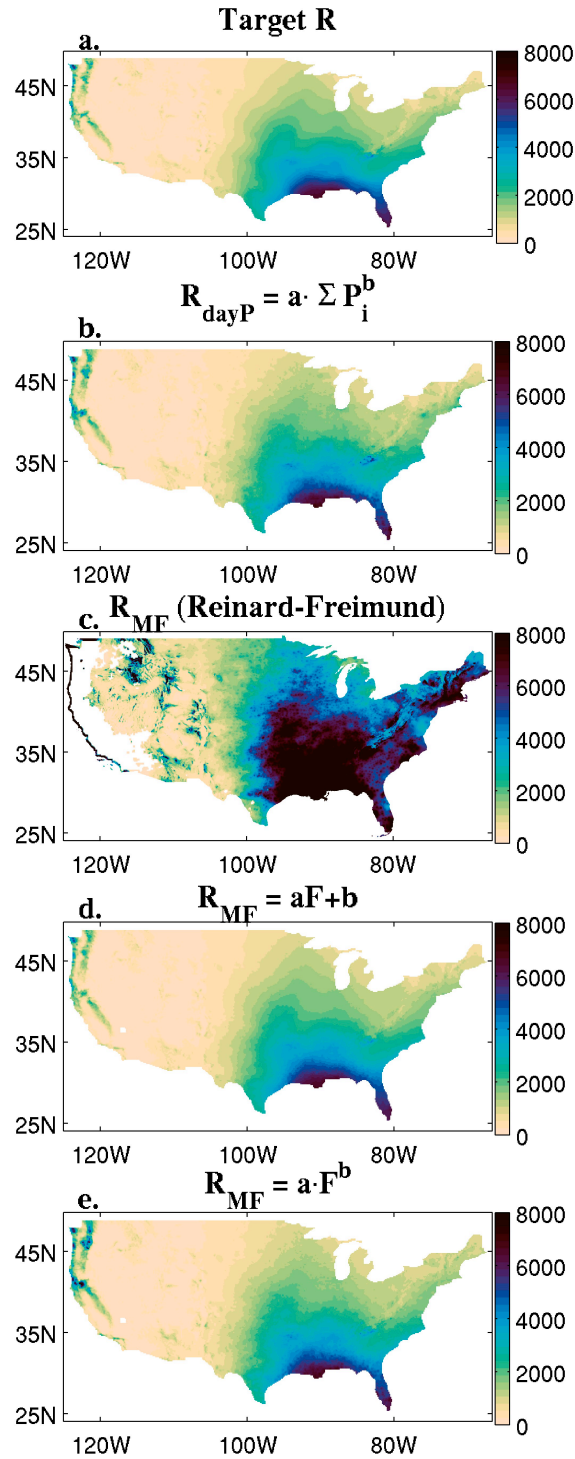 Target R
a.
45N
35N
25N
120W 100W 80W
8000
6000
4000
2000
0
R_dayP = a· Σ P_i^b
b.
45N
35N
25N
120W 100W 80W
8000
6000
4000
2000
0
R_MF (Reinard-Freimund)
c.
45N
35N
25N
120W 100W 80W
8000
6000
4000
2000
0
R_MF = aF+b
d.
45N
35N
25N
120W 100W 80W
8000
6000
4000
2000
0
R_MF = a·F^b
e.
45N
35N
25N
120W 100W 80W
8000
6000
4000
2000
0